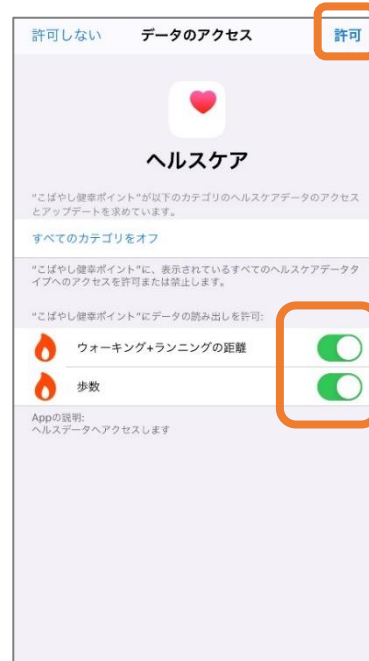 許可しない データのアクセス 許可
ヘルスケア
"こばやし健幸ポイント"が以下のカテゴリのヘルスケアデータのアクセス
とアップデートを求めています。
すべてのカテゴリをオフ
"こばやし健幸ポイント"に、表示されているすべてのヘルスケアデータタ
イプへのアクセスを許可または禁止します。
"こばやし健幸ポイント"にデータの読み出しを許可:
ウォーキング+ランニングの距離
歩数
Appの説明:
ヘルスデータへアクセスします